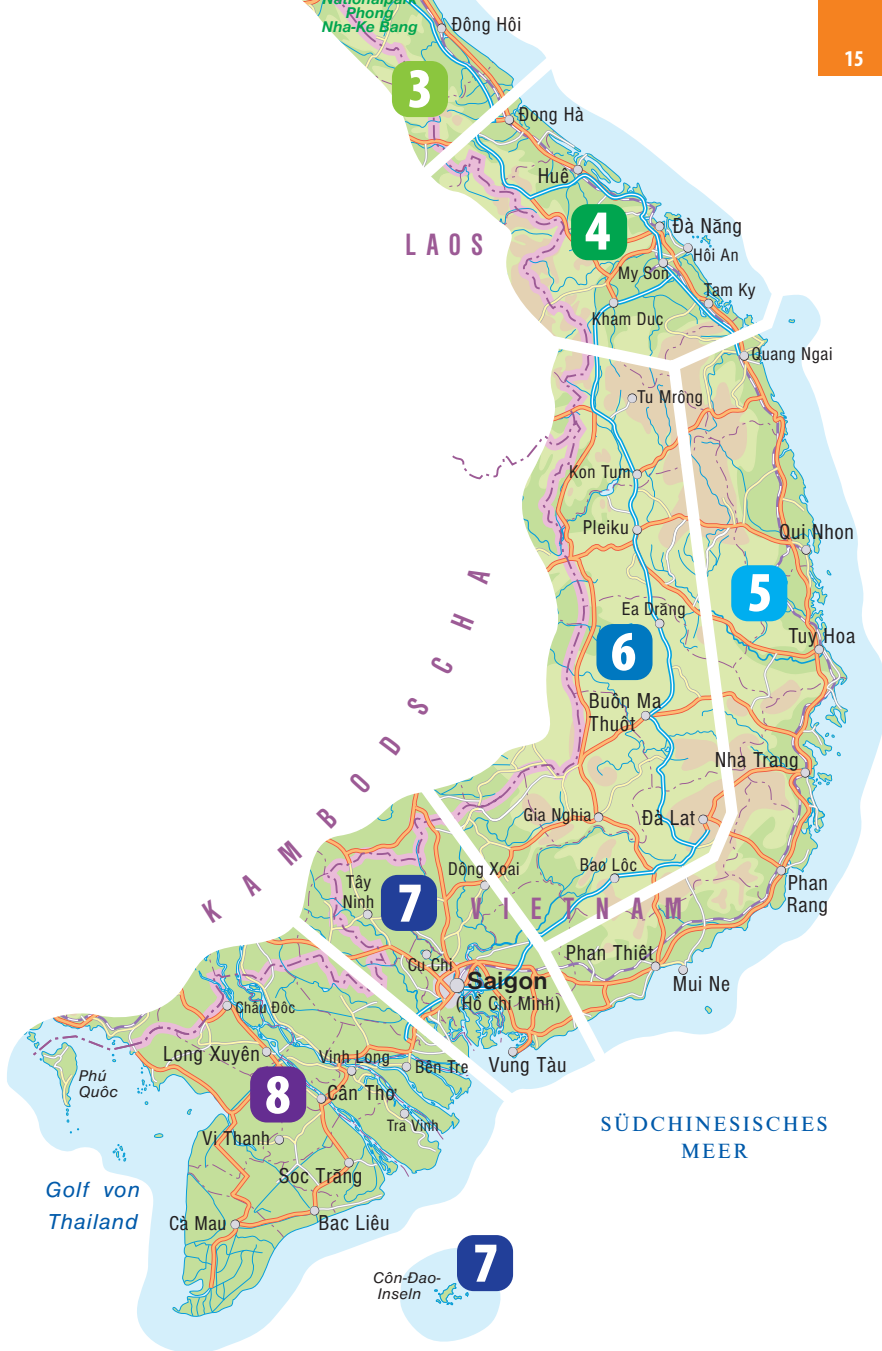 Nationalpark
Phong
Nha-Ke Bang
Đông Hôi
15
3
Đong Hà
Huê
4
LAOS
Đà Năng
Hôi An
My Son
Tam Ky
Kham Duc
Quang Ngai
Tu Mrông
Kon Tum
Pleiku
Qui Nhon
5
Ea Drăng
6
Tuy Hoa
Buôn Ma
Thuôt
Nha Trang
KAMBODSCHA
Gia Nghia
Đà Lat
Bao Lôc
Dông Xoai
Tây
Ninh
7
VIETNAM
Phan
Rang
Phan Thiêt
Mui Ne
Cu Chi
Saigon
(Hô Chí Minh)
Châu Đôc
Long Xuyên
Vinh Long
Bên Tre
Vung Tàu
Phú
Quôc
8
Cân Tho
Tra Vinh
Vi Thanh
SÜDCHINESISCHES
MEER
Soc Trăng
Golf von
Thailand
Cà Mau
Bac Liêu
7
Côn-Đao-
Inseln